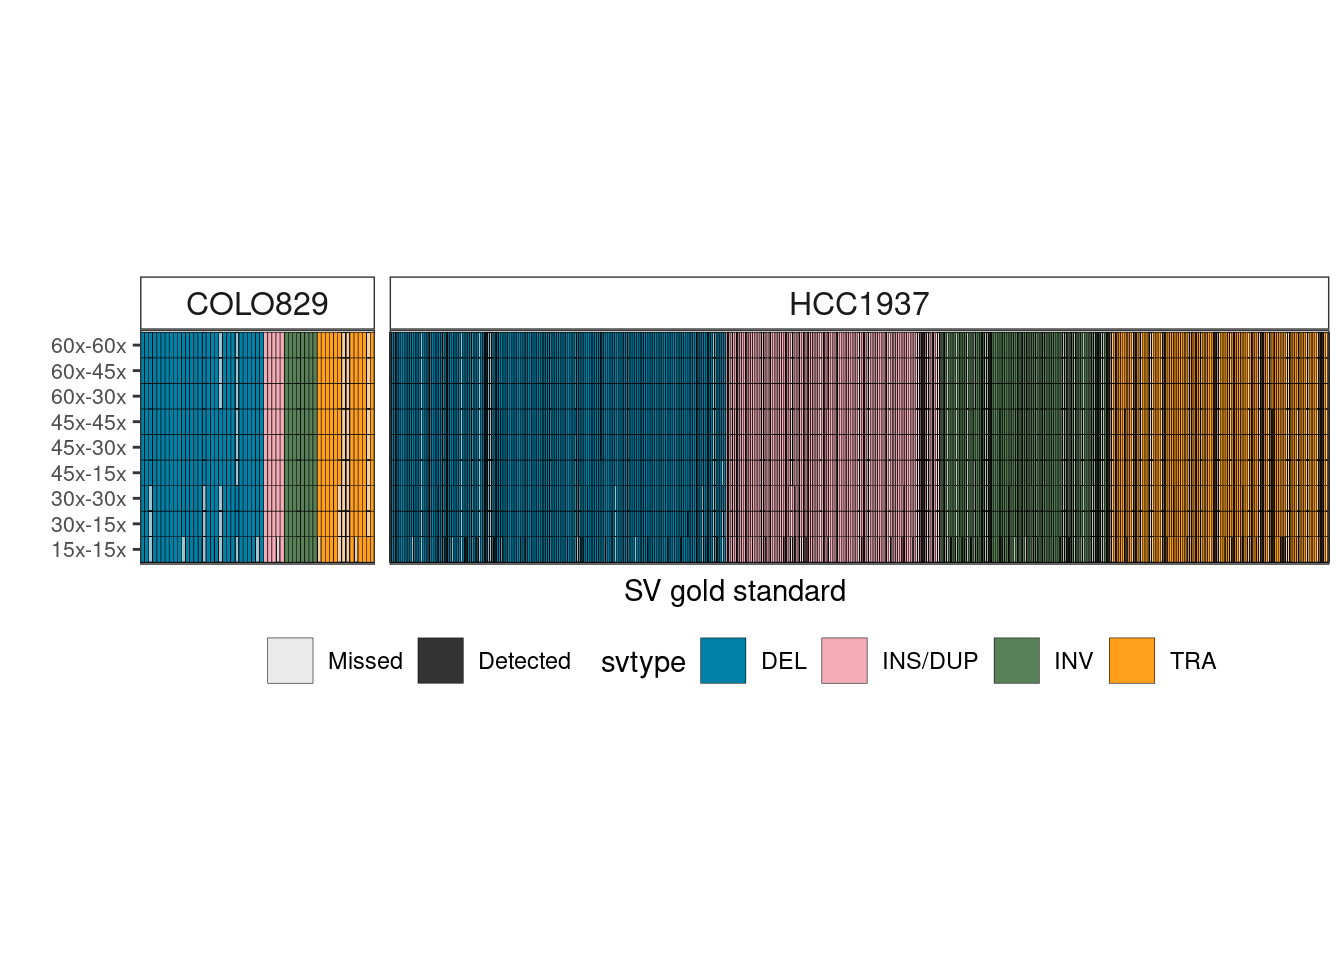 COLO829 HCC1937
60x-60x
60x-45x
60x-30x
45x-45x
45x-30x
45x-15x
30x-30x
30x-15x
15x-15x
SV gold standard
Missed Detected svtype DEL INS/DUP INV TRA